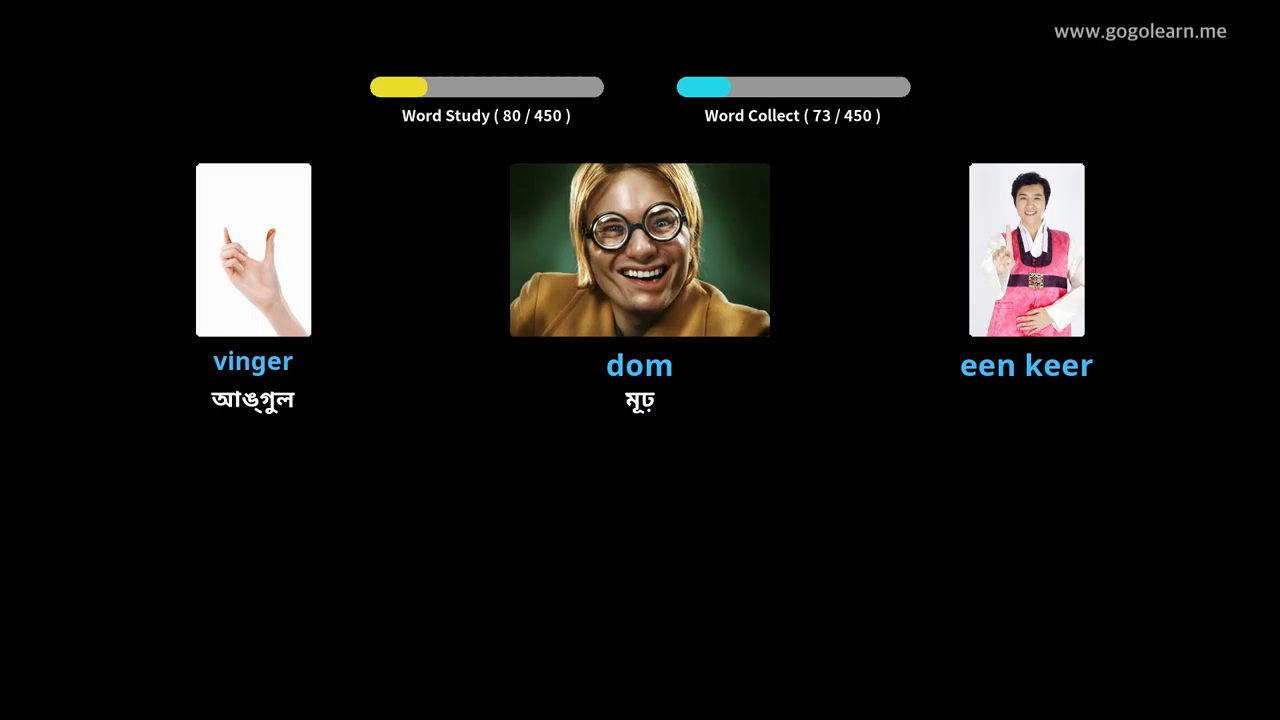 www.gogolearn.me
Word Study ( 80 / 450 )
Word Collect ( 73 / 450 )
vinger
dom
een keer
আঙ্গুল
মূঢ়